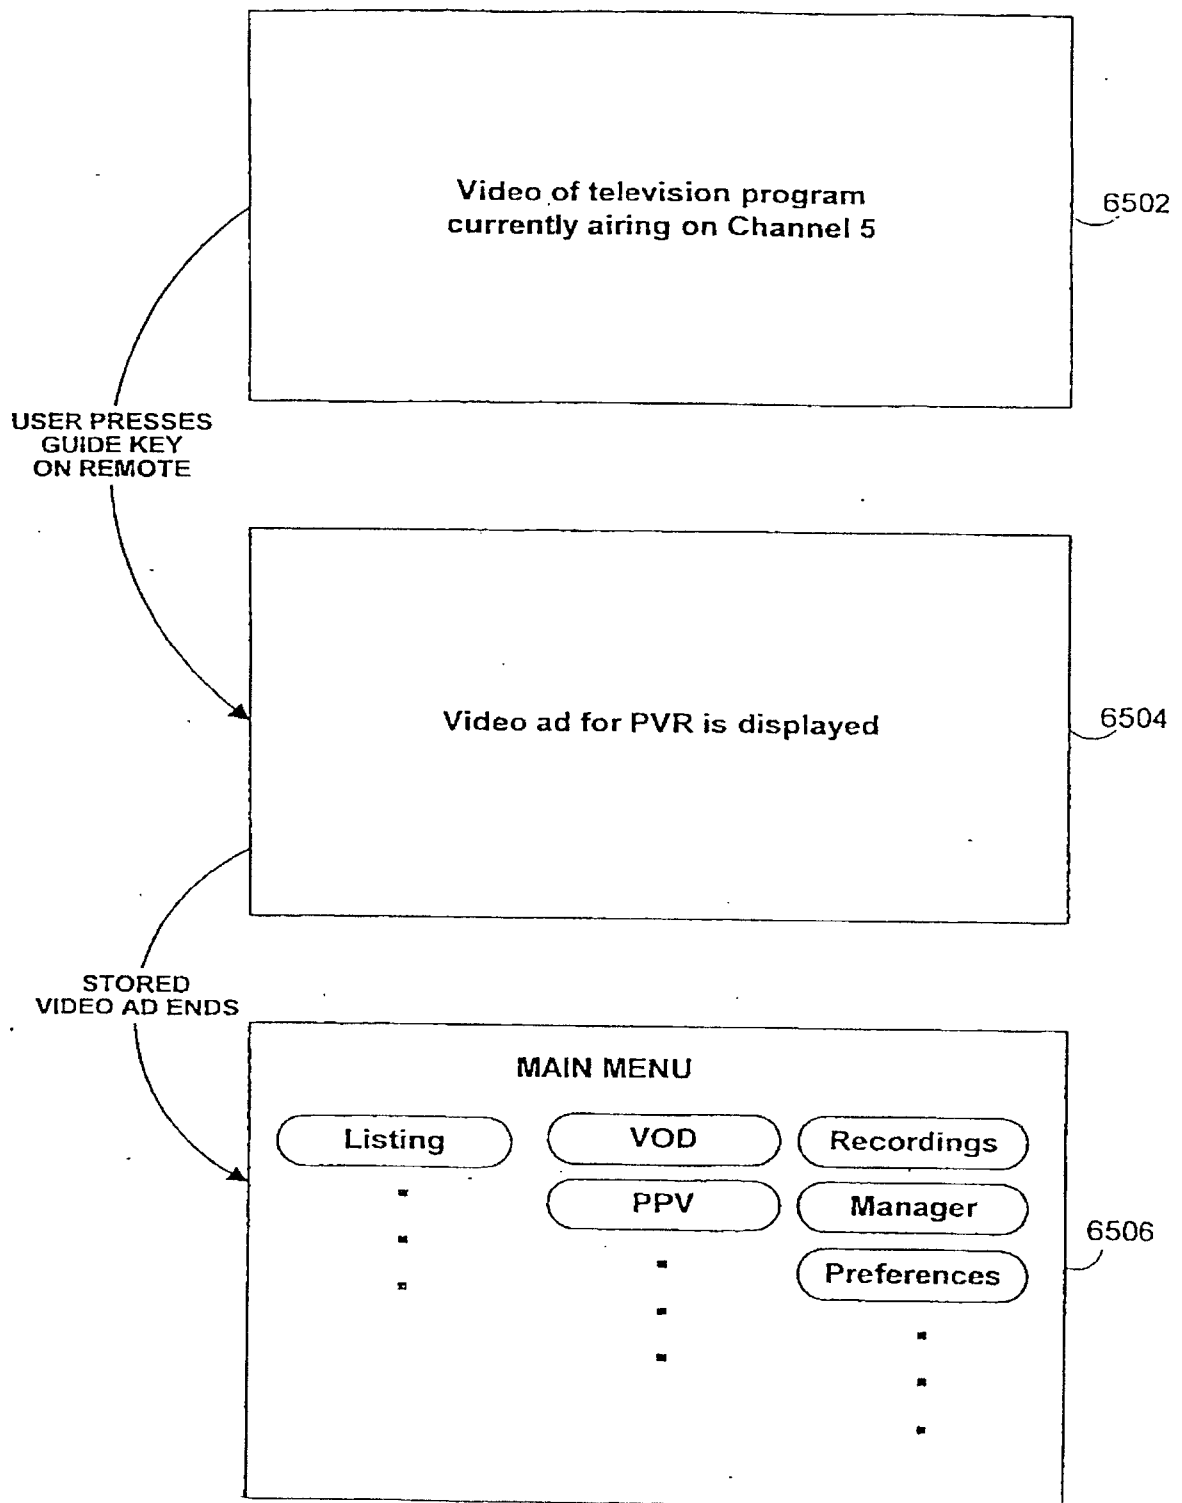 Video of television program
currently airing on Channel 5
6502
USER PRESSES
GUIDE KEY
ON REMOTE
Video ad for PVR is displayed
6504
STORED
VIDEO AD ENDS
MAIN MENU
Listing
VOD
Recordings
PPV
Manager
Preferences
6506